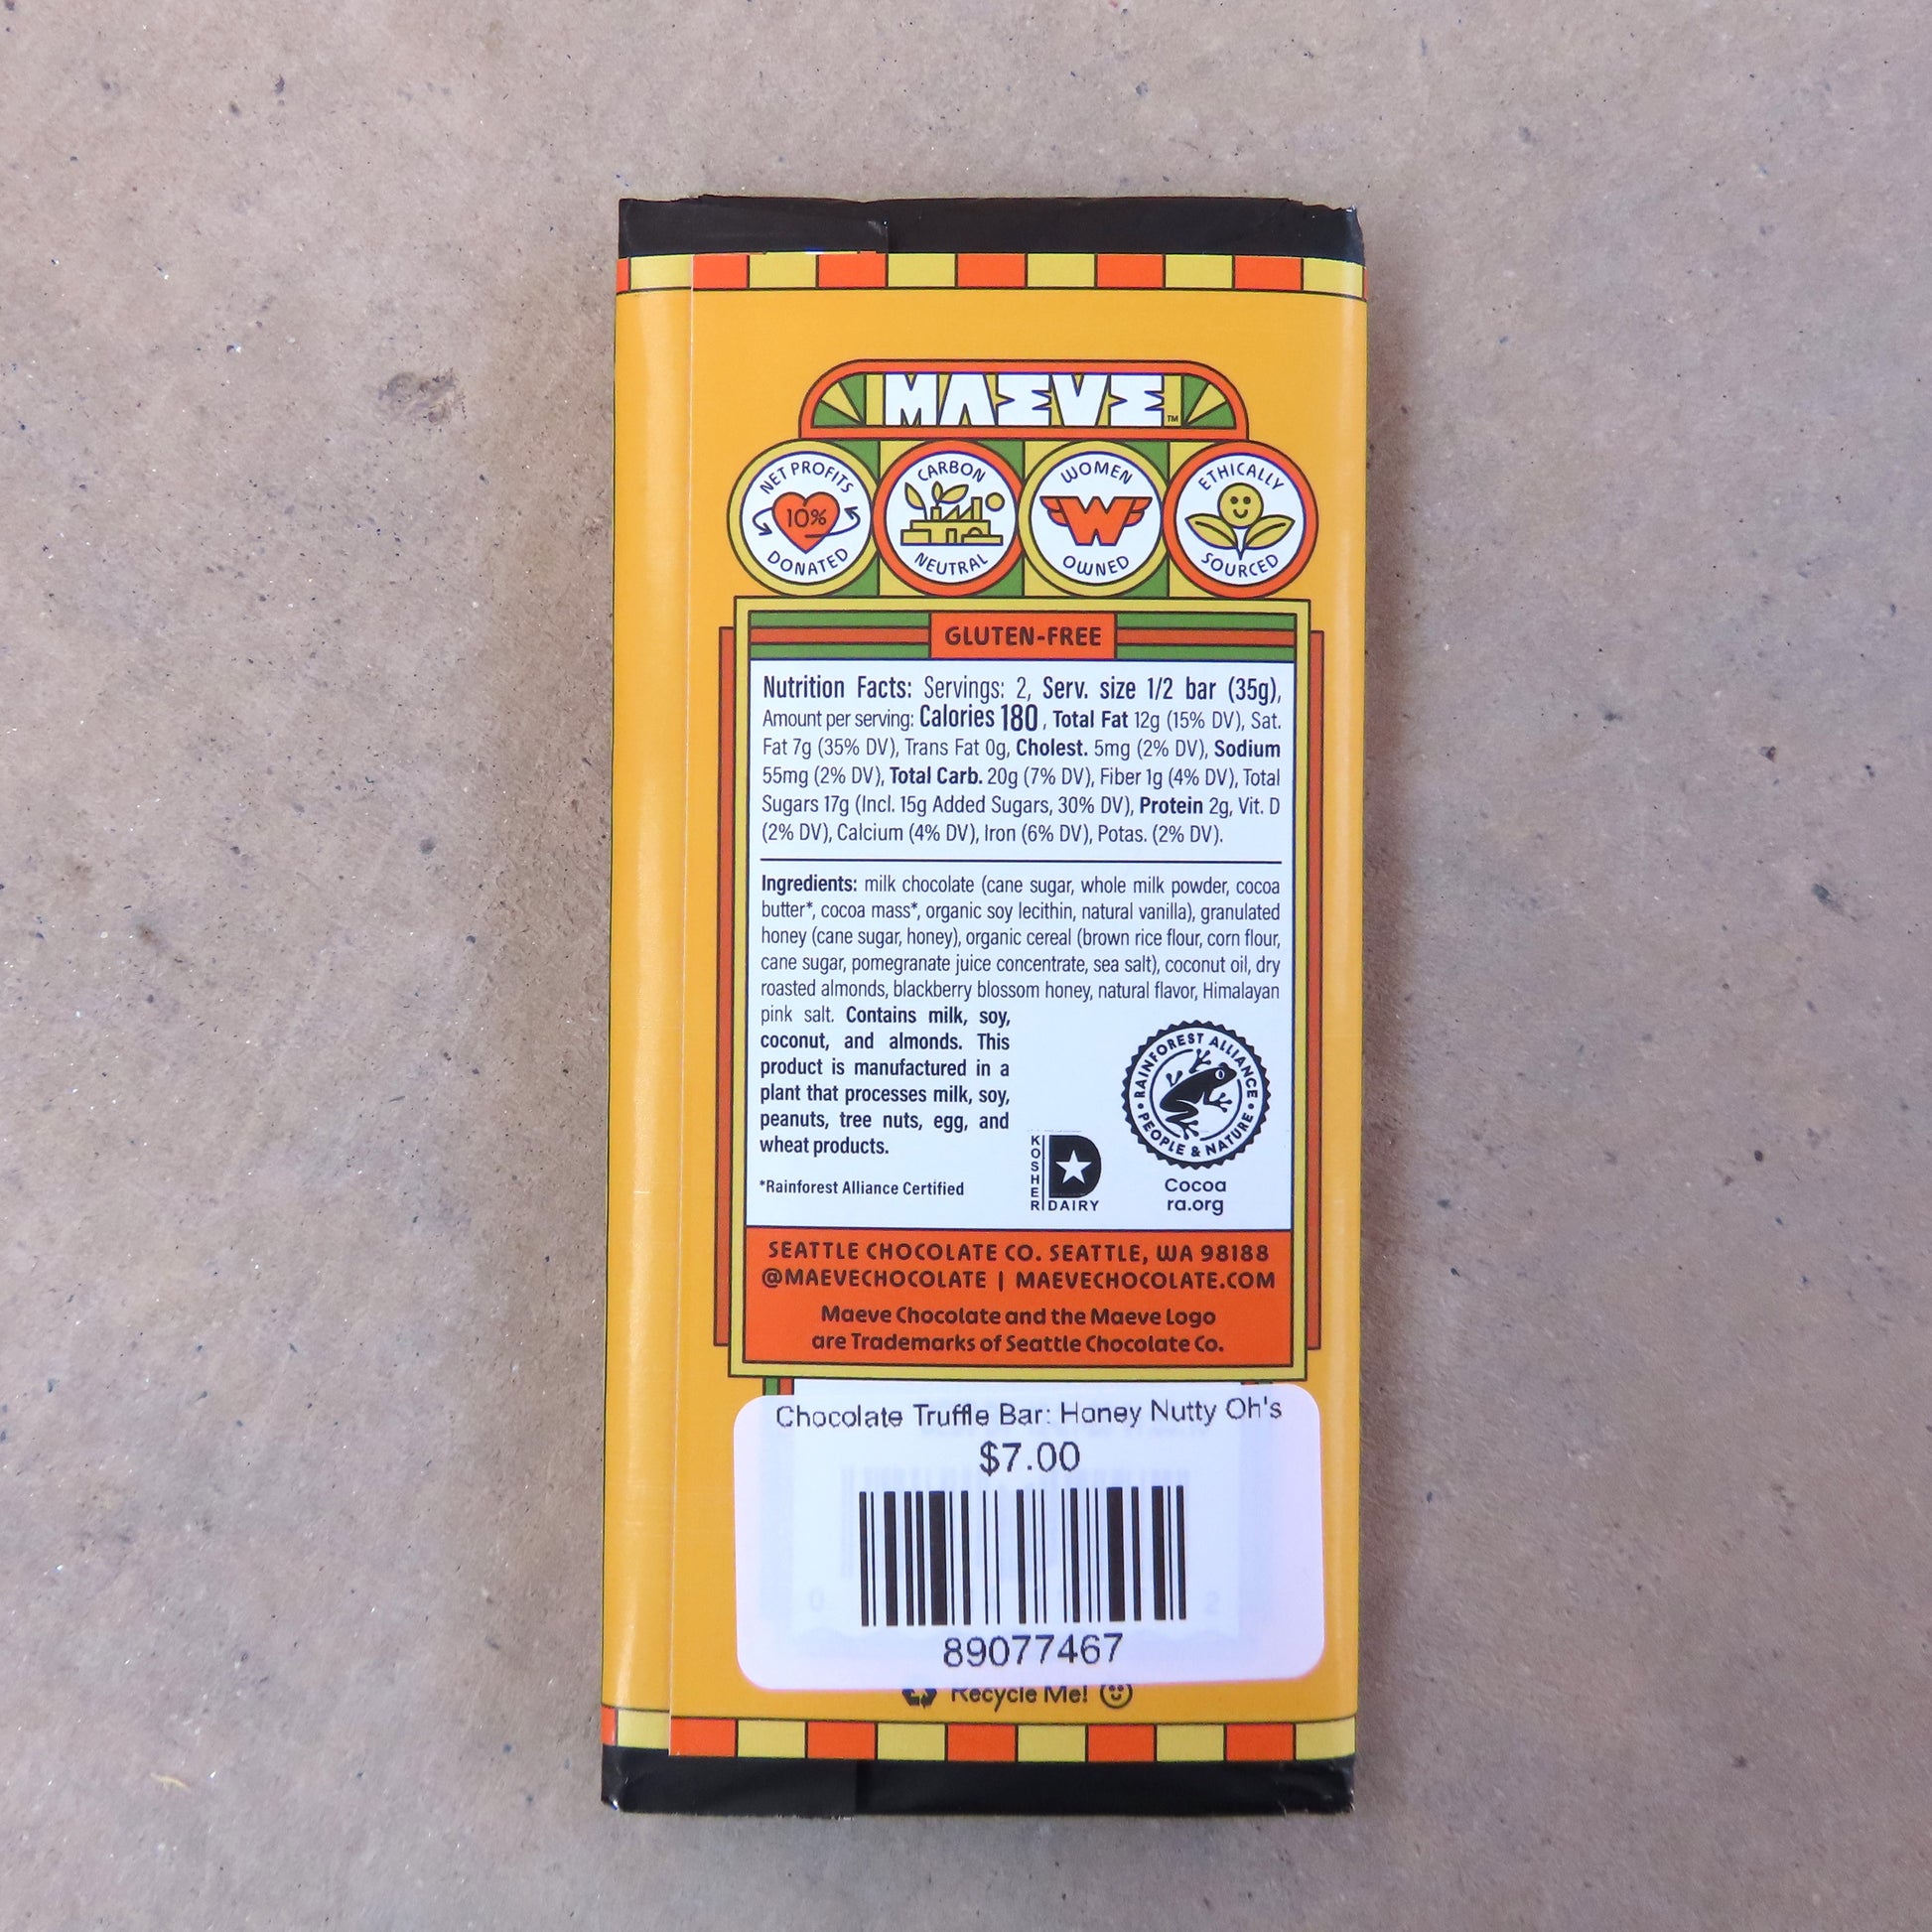 MAEVE™
NET PROFITS
10%
DONATED
CARBON
NEUTRAL
WOMEN
W
OWNED
ETHICALLY
SOURCED
GLUTEN-FREE
Nutrition Facts: Servings: 2, Serv. size 1/2 bar (35g),
Amount per serving: Calories 180, Total Fat 12g (15% DV), Sat.
Fat 7g (35% DV), Trans Fat 0g, Cholest. 5mg (2% DV), Sodium
55mg (2% DV), Total Carb. 20g (7% DV), Fiber 1g (4% DV), Total
Sugars 17g (Incl. 15g Added Sugars, 30% DV), Protein 2g, Vit. D
(2% DV), Calcium (4% DV), Iron (6% DV), Potas. (2% DV).
Ingredients: milk chocolate (cane sugar, whole milk powder, cocoa
butter*, cocoa mass*, organic soy lecithin, natural vanilla), granulated
honey (cane sugar, honey), organic cereal (brown rice flour, corn flour,
cane sugar, pomegranate juice concentrate, sea salt), coconut oil, dry
roasted almonds, blackberry blossom honey, natural flavor, Himalayan
pink salt. Contains milk, soy,
coconut, and almonds. This
product is manufactured in a
plant that processes milk, soy,
peanuts, tree nuts, egg, and
wheat products.
*Rainforest Alliance Certified
KOSHER
D
DAIRY
RAINFOREST ALLIANCE
PEOPLE & NATURE
Cocoa
ra.org
SEATTLE CHOCOLATE CO. SEATTLE, WA 98188
@MAEVECHOCOLATE | MAEVECHOCOLATE.COM
Maeve Chocolate and the Maeve Logo
are Trademarks of Seattle Chocolate Co.
Chocolate Truffle Bar: Honey Nutty Oh's
$7.00
0 2
89077467
Recycle Me!